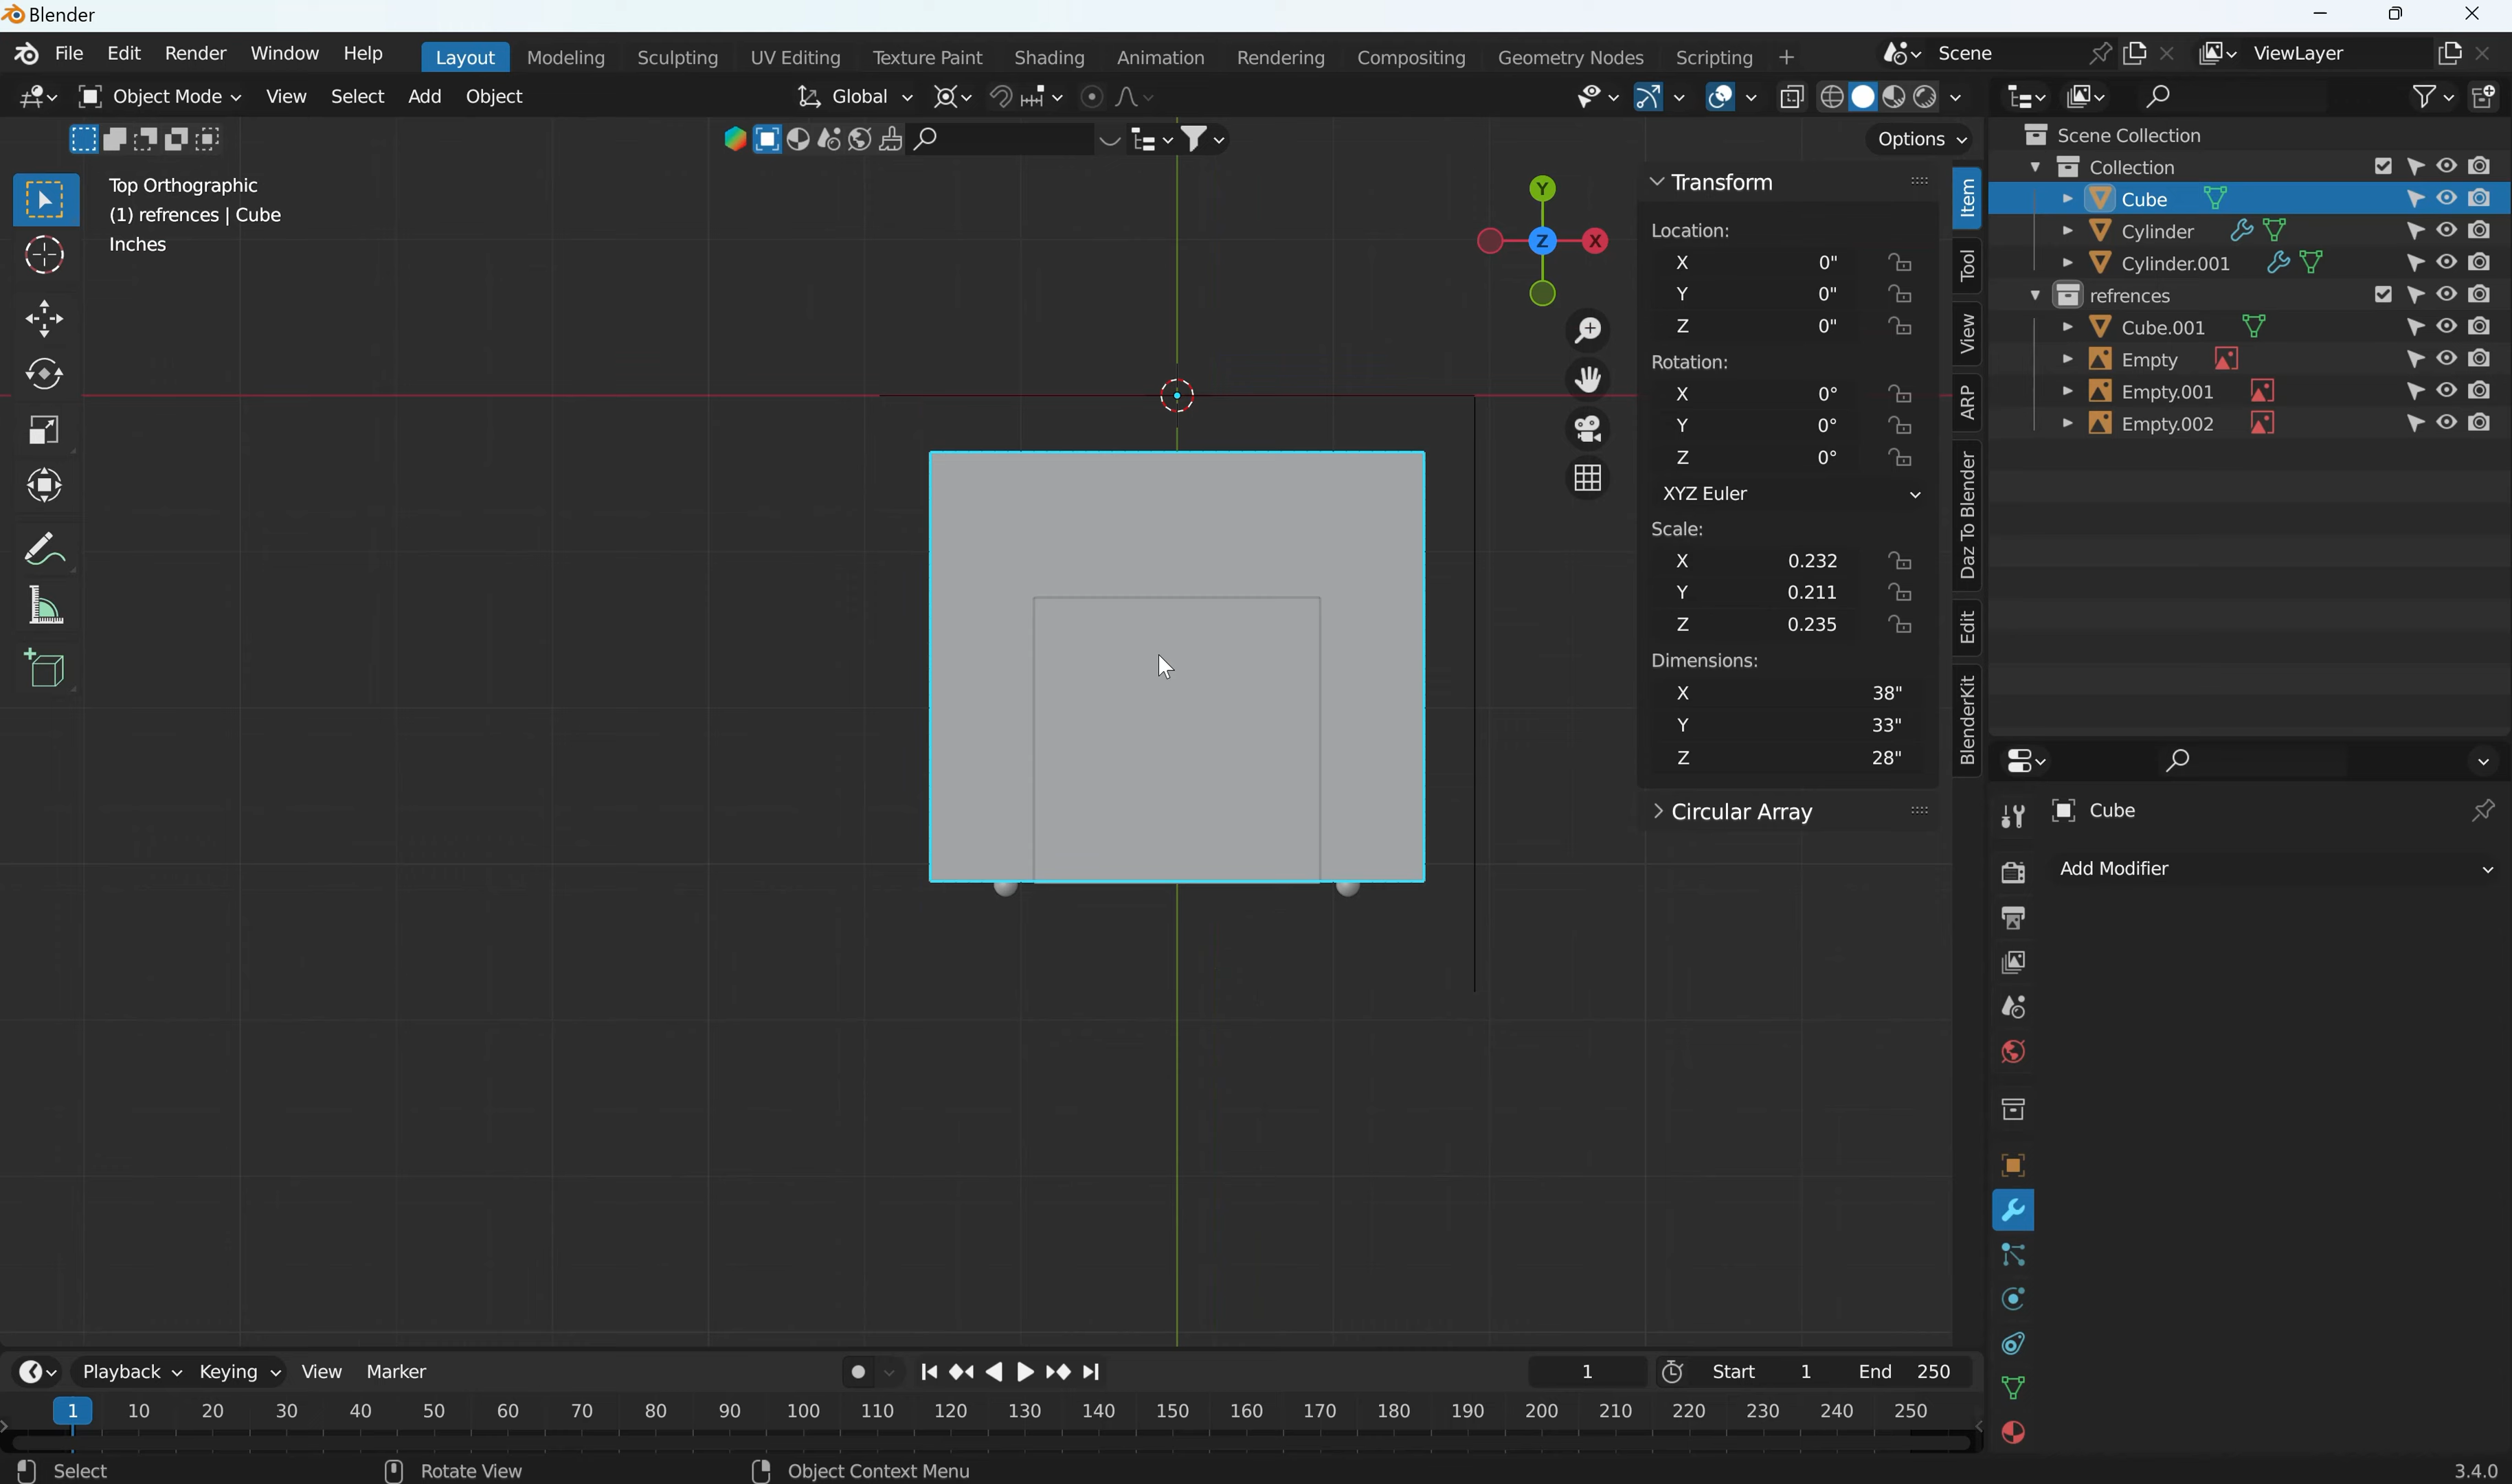 Blender
File Edit Render Window Help Layout Modeling Sculpting UV Editing Texture Paint Shading Animation Rendering Compositing Geometry Nodes Scripting + Scene ViewLayer
Object Mode View Select Add Object Global
Options
Top Orthographic
(1) refrences | Cube
Inches
Y
Z X
Transform
Location:
X 0"
Y 0"
Z 0"
Rotation:
X 0°
Y 0°
Z 0°
XYZ Euler
Scale:
X 0.232
Y 0.211
Z 0.235
Dimensions:
X 38"
Y 33"
Z 28"
Circular Array
Item
Tool
View
ARP
Daz To Blender
Edit
BlenderKit
Scene Collection
Collection
Cube
Cylinder
Cylinder.001
refrences
Cube.001
Empty
Empty.001
Empty.002
Cube
Add Modifier
Playback Keying View Marker 1 Start 1 End 250
1 10 20 30 40 50 60 70 80 90 100 110 120 130 140 150 160 170 180 190 200 210 220 230 240 250
Select Rotate View Object Context Menu 3.4.0